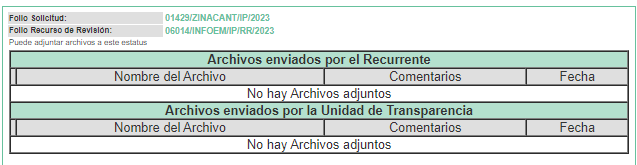 Folio Solicitud: 01429/ZINACANT/IP/2023
Folio Recurso de Revisión: 06014/INFOEM/IP/RR/2023
Puede adjuntar archivos a este estatus
Archivos enviados por el Recurrente
Nombre del Archivo Comentarios Fecha
No hay Archivos adjuntos
Archivos enviados por la Unidad de Transparencia
Nombre del Archivo Comentarios Fecha
No hay Archivos adjuntos